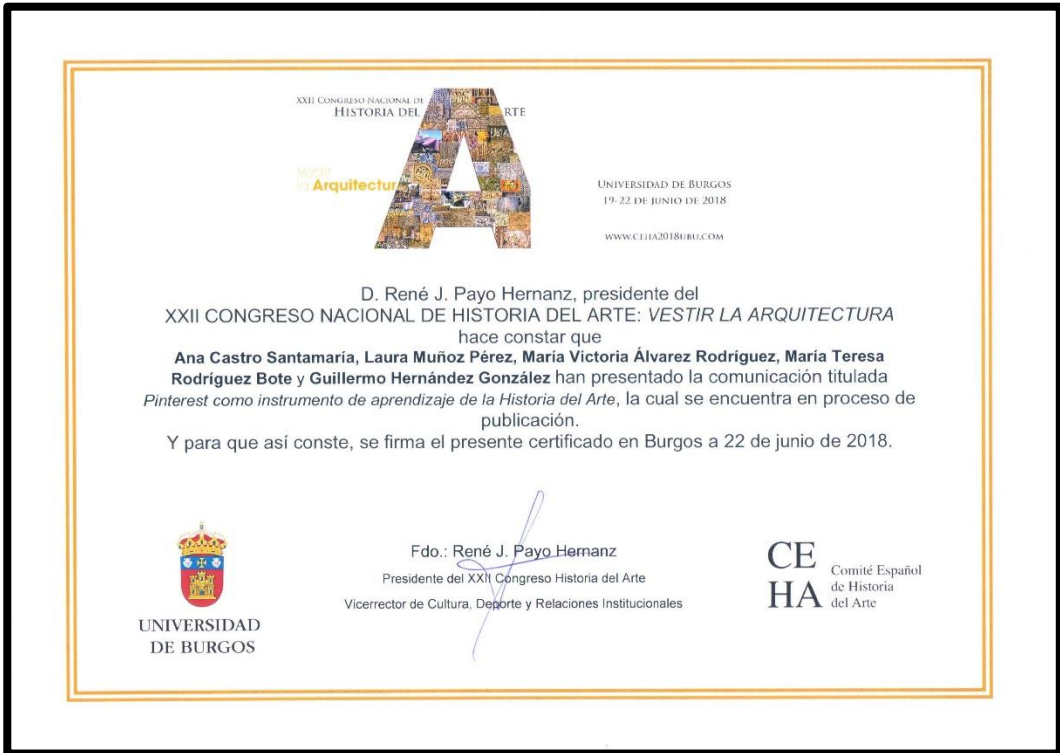 XXII CONGRESO NACIONAL DE
HISTORIA DEL ARTE
Vestir
la Arquitectura
UNIVERSIDAD DE BURGOS
19-22 DE JUNIO DE 2018
WWW.CEHA2018UBU.COM
D. René J. Payo Hernanz, presidente del
XXII CONGRESO NACIONAL DE HISTORIA DEL ARTE: VESTIR LA ARQUITECTURA
hace constar que
Ana Castro Santamaría, Laura Muñoz Pérez, María Victoria Álvarez Rodríguez, María Teresa
Rodríguez Bote y Guillermo Hernández González han presentado la comunicación titulada
Pinterest como instrumento de aprendizaje de la Historia del Arte, la cual se encuentra en proceso de
publicación.
Y para que así conste, se firma el presente certificado en Burgos a 22 de junio de 2018.
Fdo.: René J. Payo Hernanz
Presidente del XXII Congreso Historia del Arte
Vicerrector de Cultura, Deporte y Relaciones Institucionales
UNIVERSIDAD
DE BURGOS
CE
HA
Comité Español
de Historia
del Arte